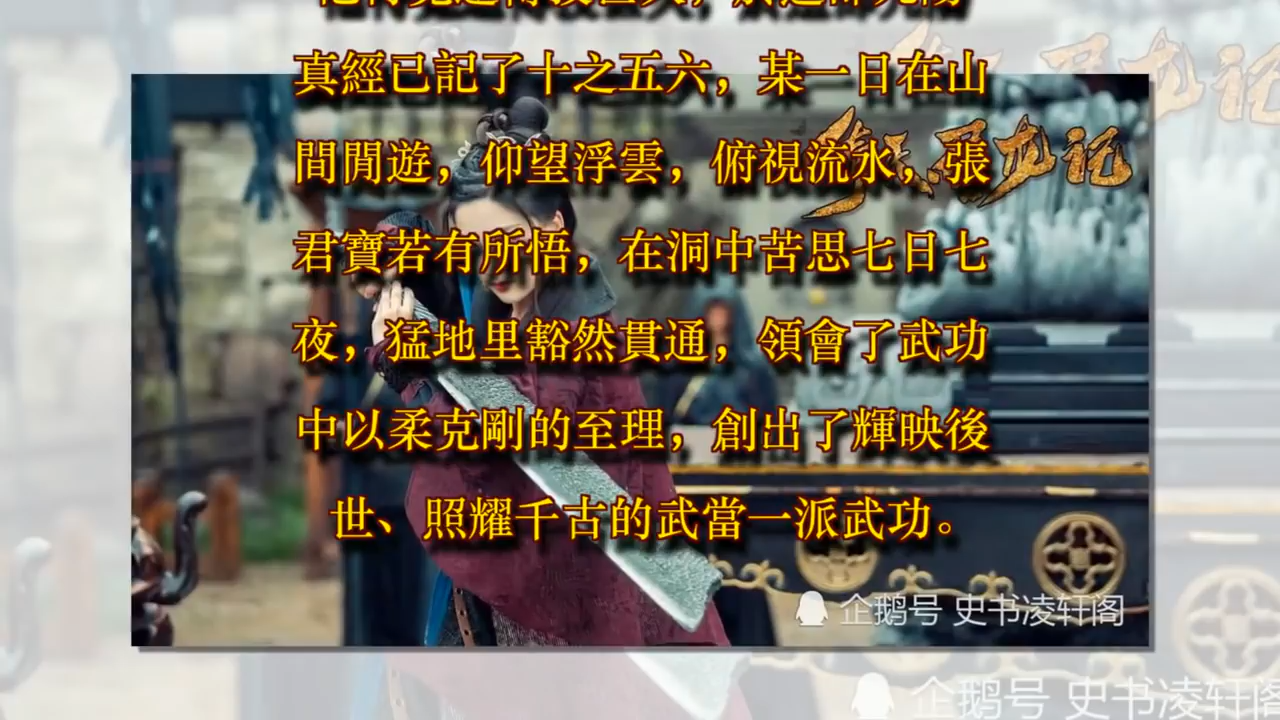 真經已記了十之五六，某一日在山
間閒遊，仰望浮雲，俯視流水，張
君寶若有所悟，在洞中苦思七日七
夜，猛地里豁然貫通，領會了武功
中以柔克剛的至理，創出了輝映後
世、照耀千古的武當一派武功。
企鹅号 史书凌轩阁
企鹅号 史书凌轩阁